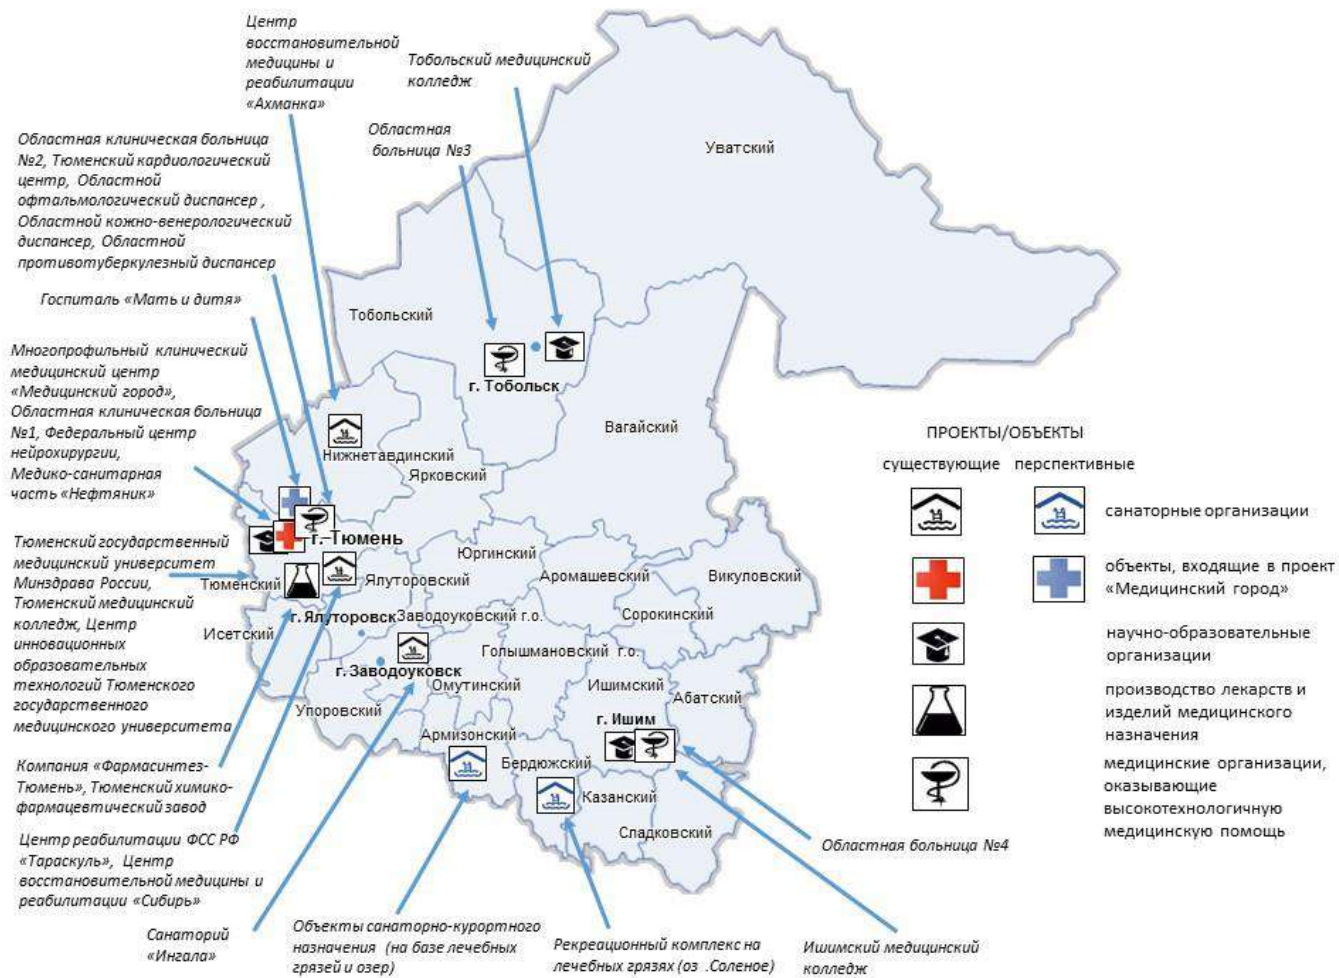 Центр
восстановительной
медицины и
реабилитации
«Ахманка»
Тобольский медицинский
колледж
Областная
больница №3
Областная клиническая больница
№2, Тюменский кардиологический
центр, Областной
офтальмологический диспансер ,
Областной кожно-венерологический
диспансер, Областной
противотуберкулезный диспансер
Госпиталь «Мать и дитя»
Многопрофильный клинический
медицинский центр
«Медицинский город»,
Областная клиническая больница
№1, Федеральный центр
нейрохирургии,
Медико-санитарная
часть «Нефтяник»
Тюменский государственный
медицинский университет
Минздрава России,
Тюменский медицинский
колледж, Центр
инновационных
образовательных
технологий Тюменского
государственного
медицинского университета
Компания «Фармасинтез-
Тюмень», Тюменский химико-
фармацевтический завод
Центр реабилитации ФСС РФ
«Тараскуль», Центр
восстановительной медицины и
реабилитации «Сибирь»
Санаторий
«Ингала»
Объекты санаторно-курортного
назначения (на базе лечебных
грязей и озер)
Рекреационный комплекс на
лечебных грязях (оз .Соленое)
Ишимский медицинский
колледж
Областная больница №4
Уватский
Тобольский
г. Тобольск
Вагайский
Нижнетавдинский
Ярковский
г. Тюмень
Тюменский
Юргинский
Ялуторовский
Аромашевский
Викуловский
Сорокинский
г. Ялуторовск
Заводоуковский г.о.
Исетский
Голышмановский г.о.
г. Заводоуковск
Омутинский
Ишимский
Абатский
Упоровский
г. Ишим
Армизонский
Бердюжский
Казанский
Сладковский
ПРОЕКТЫ/ОБЪЕКТЫ
существующие перспективные
санаторные организации
объекты, входящие в проект
«Медицинский город»
научно-образовательные
организации
производство лекарств и
изделий медицинского
назначения
медицинские организации,
оказывающие
высокотехнологичную
медицинскую помощь